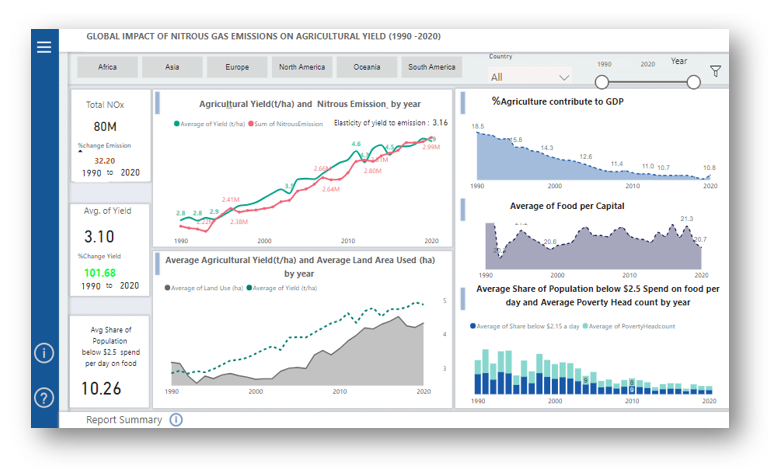 GLOBAL IMPACT OF NITROUS GAS EMISSIONS ON AGRICULTURAL YIELD (1990 -2020)
Africa
Asia
Europe
North America
Oceania
South America
Country
All
1990
2020
Year
Total NOx
80M
%change Emission
32.20
1990 to 2020
Avg. of Yield
3.10
%Change Yield
101.68
1990 to 2020
Avg Share of
Population
below $2.5 spend
per day on food
10.26
Agricultural Yield(t/ha) and Nitrous Emission_by year
Average of Yield (t/ha)
Sum of NitrousEmission
Elasticity of yield to emission : 3.16
2.8
2.8
2.9
2.41M
2.38M
2.64M
4.6
2.80M
2.99M
1990
2000
2010
2020
Average Agricultural Yield(t/ha) and Average Land Area Used (ha)
by year
Average of Land Use (ha)
Average of Yield (t/ha)
5
4
3
1990
2000
2010
2020
%Agriculture contribute to GDP
18.5
15.8
14.3
12.6
11.4
11.0
10.7
10.8
1990
2000
2010
2020
Average of Food per Capital
20.6
21.3
20.7
1990
2000
2010
2020
Average Share of Population below $2.5 Spend on food per
day and Average Poverty Head count by year
Average of Share below $2.15 a day
Average of PovertyHeadcount
1990
2000
2010
2020
Report Summary